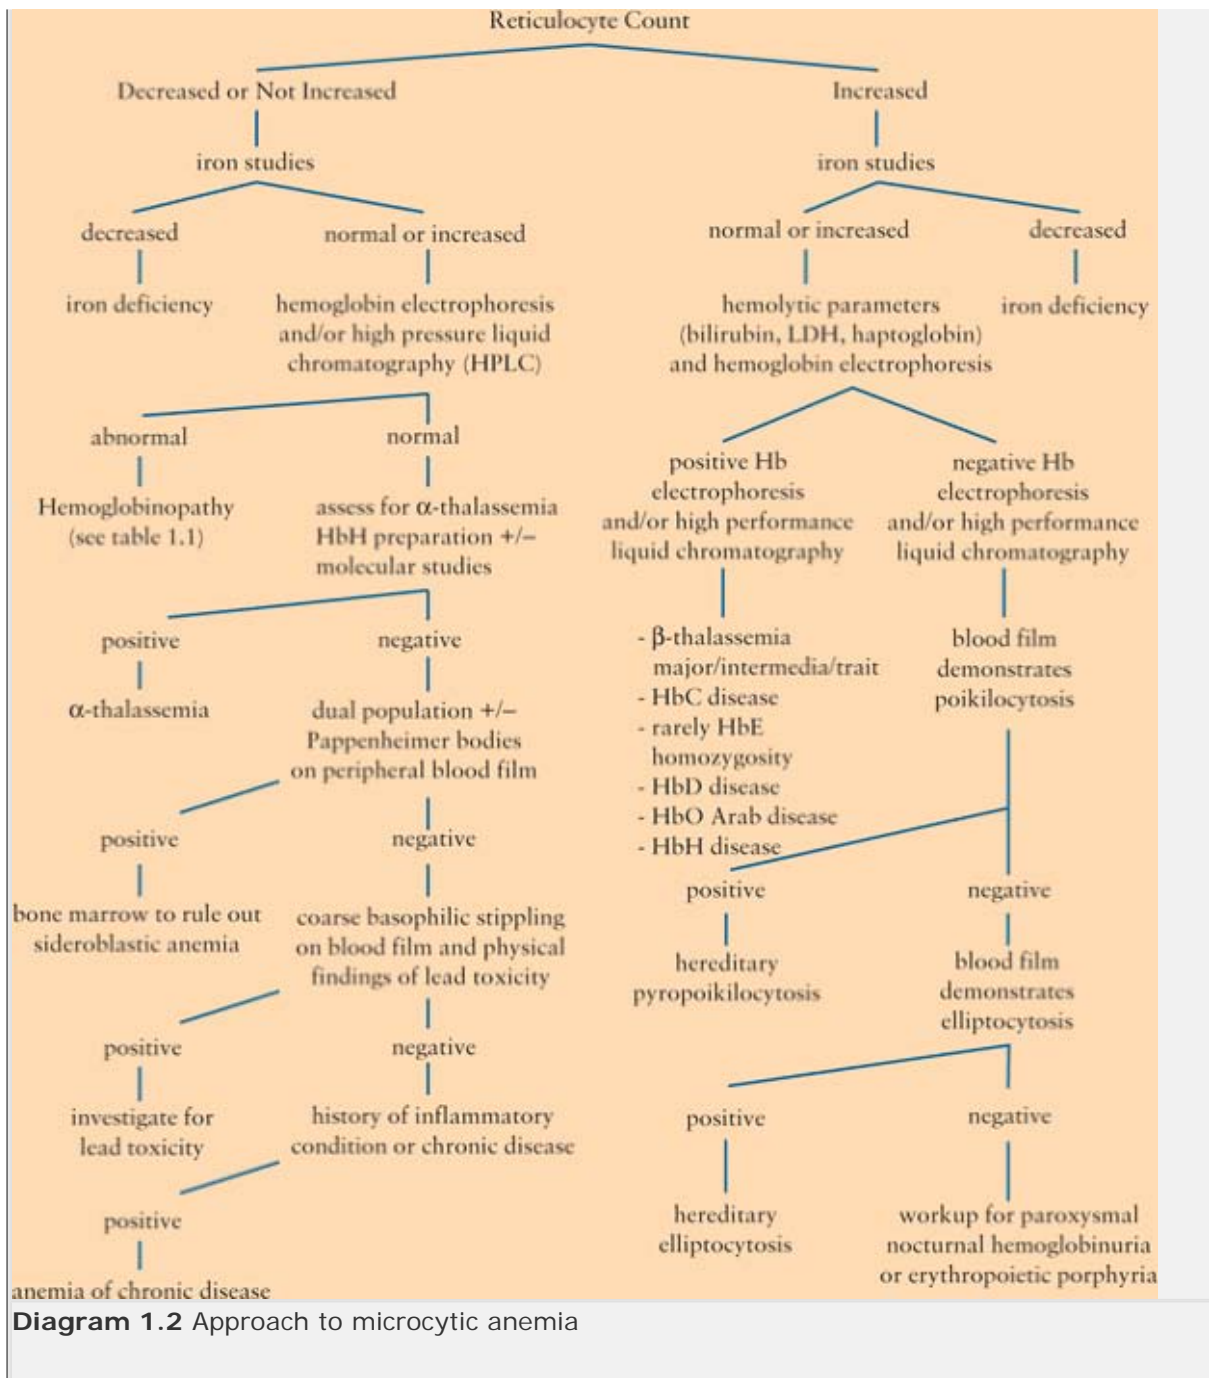 Reticulocyte Count
Decreased or Not Increased
Increased
iron studies
iron studies
decreased
normal or increased
normal or increased
decreased
iron deficiency
hemoglobin electrophoresis
and/or high pressure liquid
chromatography (HPLC)
hemolytic parameters
(bilirubin, LDH, haptoglobin)
and hemoglobin electrophoresis
iron deficiency
abnormal
normal
positive Hb
electrophoresis
and/or high performance
liquid chromatography
negative Hb
electrophoresis
and/or high performance
liquid chromatography
Hemoglobinopathy
(see table 1.1)
assess for α-thalassemia
HbH preparation +/–
molecular studies
positive
negative
- β-thalassemia
major/intermedia/trait
- HbC disease
- rarely HbE
homozygosity
- HbD disease
- HbO Arab disease
- HbH disease
blood film
demonstrates
poikilocytosis
α-thalassemia
dual population +/–
Pappenheimer bodies
on peripheral blood film
positive
negative
positive
negative
bone marrow to rule out
sideroblastic anemia
coarse basophilic stippling
on blood film and physical
findings of lead toxicity
hereditary
pyropoikilocytosis
blood film
demonstrates
elliptocytosis
positive
negative
positive
negative
investigate for
lead toxicity
history of inflammatory
condition or chronic disease
hereditary
elliptocytosis
workup for paroxysmal
nocturnal hemoglobinuria
or erythropoietic porphyria
positive
anemia of chronic disease
Diagram 1.2 Approach to microcytic anemia